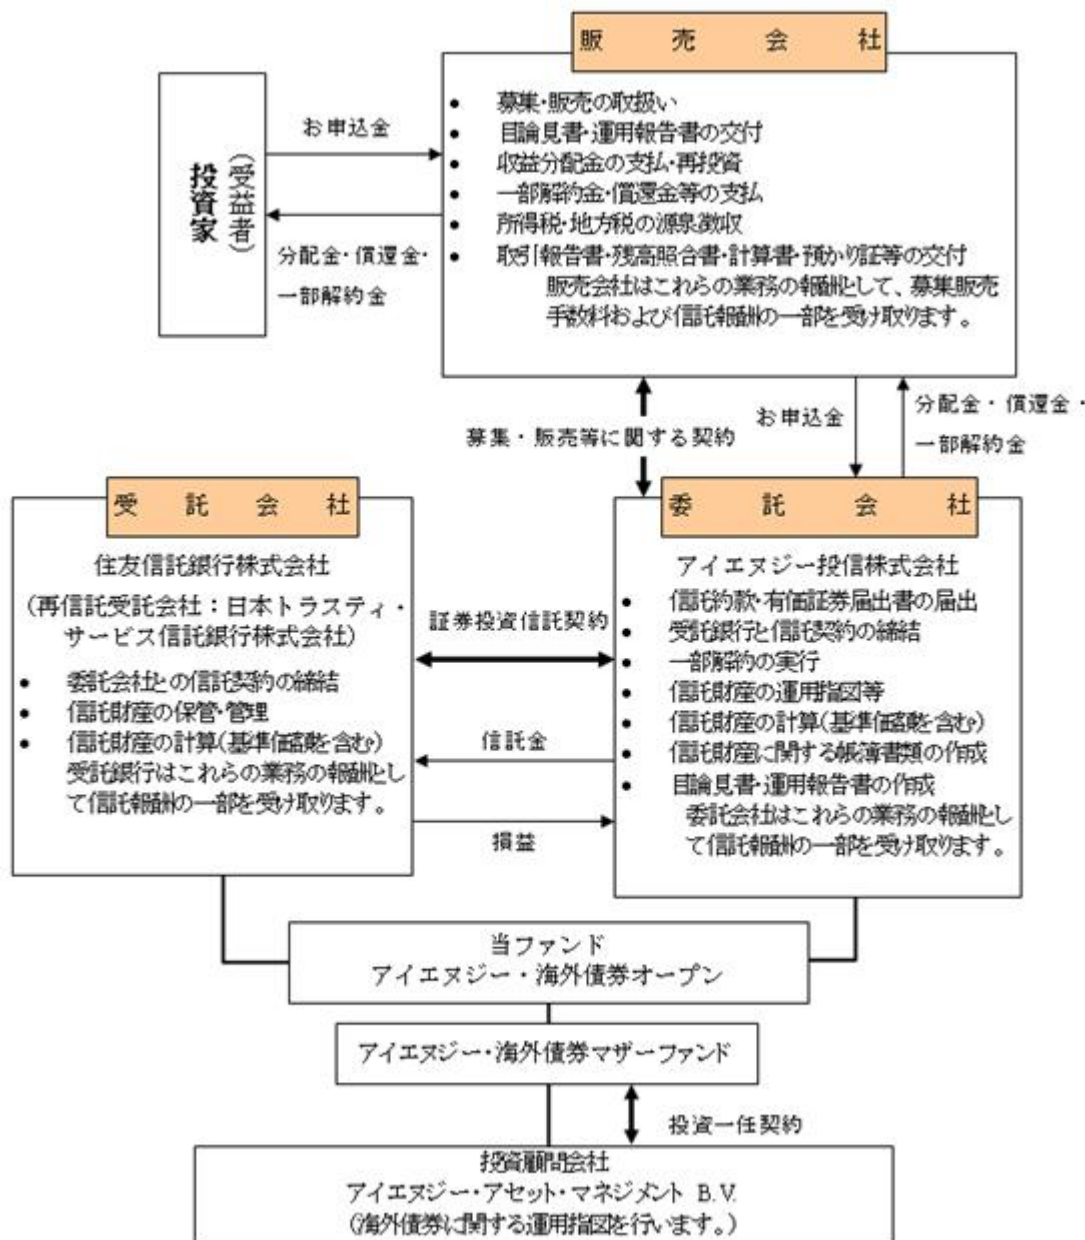 販売会社
投資家
(受益者)
お申込金
分配金・償還金・
一部解約金
• 募集・販売の取扱い
• 目論見書・運用報告書の交付
• 収益分配金の支払・再投資
• 一部解約金・償還金等の支払
• 所得税・地方税の源泉徴収
• 取引報告書・残高照合書・計算書・預かり証等の交付
販売会社はこれらの業務の報酬として、募集販売
手数料および信託報酬の一部を受け取ります。
募集・販売等に関する契約
お申込金
分配金・償還金・
一部解約金
受託会社
住友信託銀行株式会社
(再信託受託会社:日本トラスティ・
サービス信託銀行株式会社)
• 委託会社との信託契約の締結
• 信託財産の保管・管理
• 信託財産の計算(基準価額を含む)
受託銀行はこれらの業務の報酬とし
て信託報酬の一部を受け取ります。
証券投資信託契約
信託金
損益
委託会社
アイエヌジー投信株式会社
• 信託約款・有価証券届出書の届出
• 受託銀行と信託契約の締結
• 一部解約の実行
• 信託財産の運用指図等
• 信託財産の計算(基準価額を含む)
• 信託財産に関する帳簿書類の作成
• 目論見書・運用報告書の作成
委託会社はこれらの業務の報酬とし
て信託報酬の一部を受け取ります。
当ファンド
アイエヌジー・海外債券オープン
アイエヌジー・海外債券マザーファンド
投資一任契約
投資顧問会社
アイエヌジー・アセット・マネジメント B.V.
(海外債券に関する運用指図を行います。)